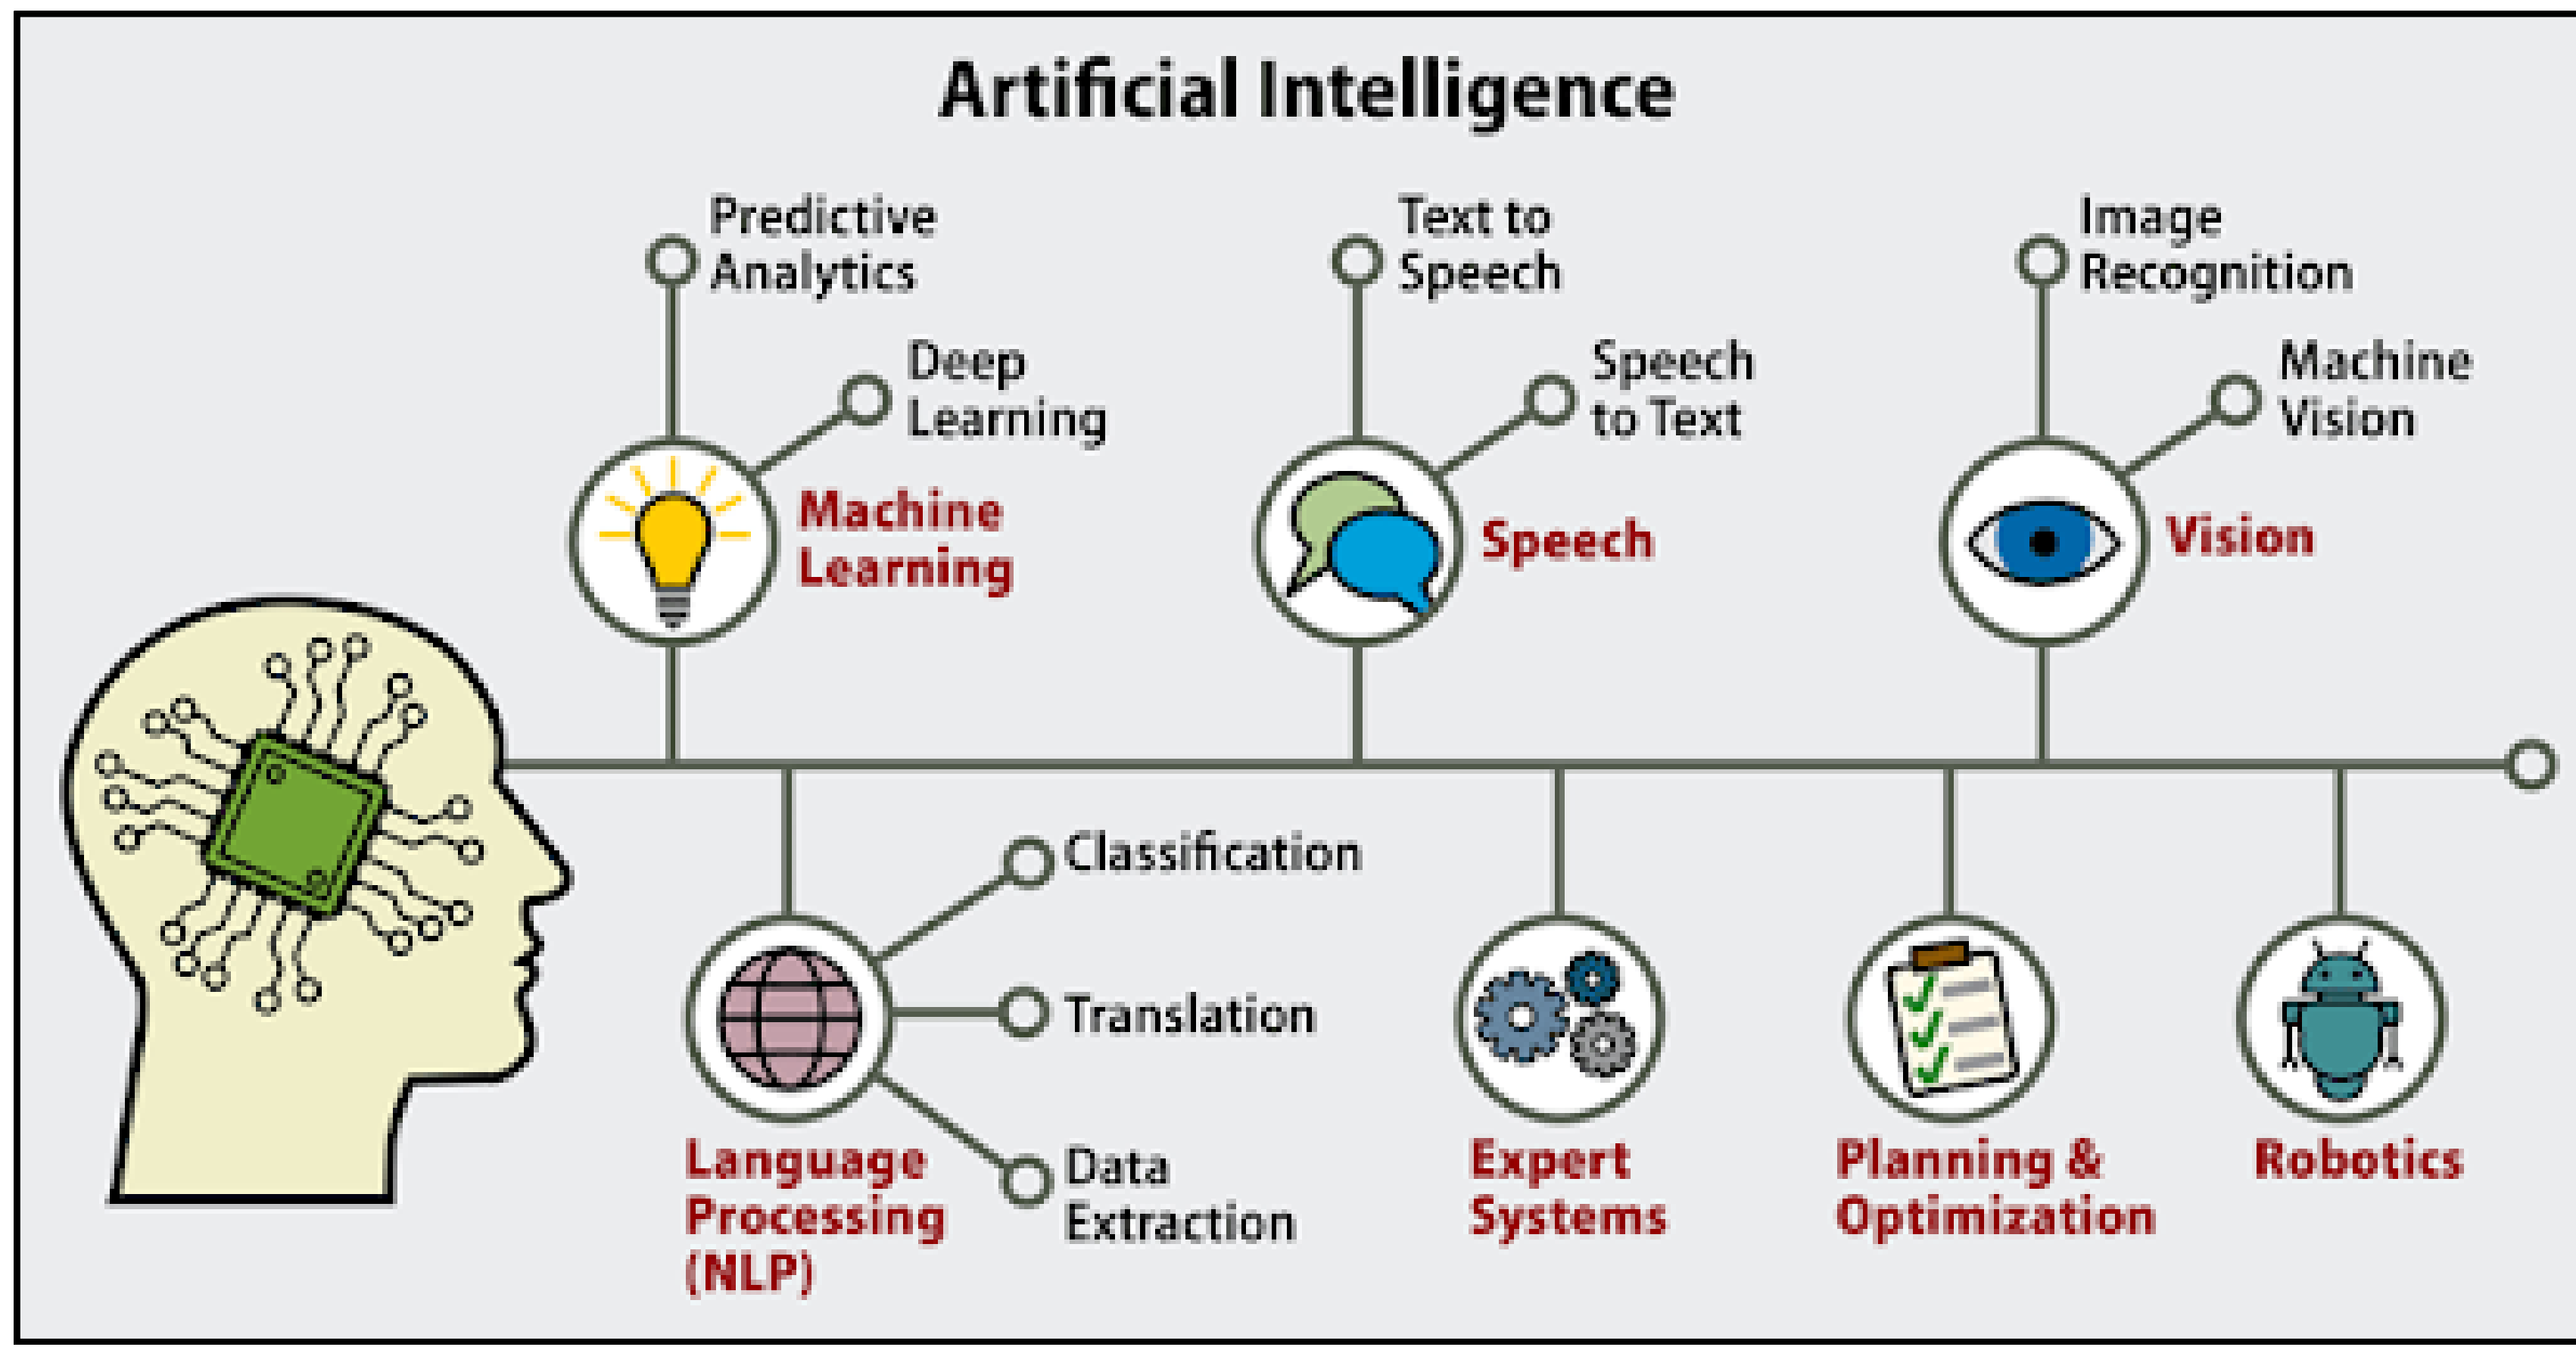 Artificial Intelligence
Predictive
Analytics
Deep
Learning
Machine
Learning
Text to
Speech
Speech
to Text
Speech
Image
Recognition
Machine
Vision
Vision
Classification
Translation
Data
Extraction
Language
Processing
(NLP)
Expert
Systems
Planning &
Optimization
Robotics